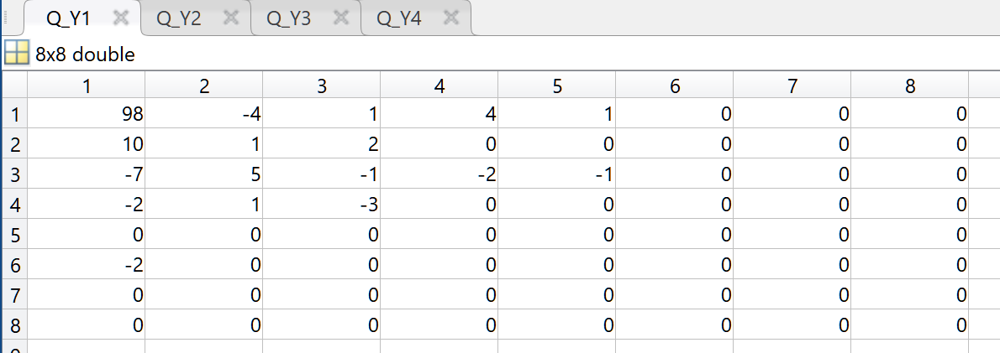 Q_Y1 Q_Y2 Q_Y3 Q_Y4
8x8 double
1 2 3 4 5 6 7 8
1 98 -4 1 4 1 0 0 0
2 10 1 2 0 0 0 0 0
3 -7 5 -1 -2 -1 0 0 0
4 -2 1 -3 0 0 0 0 0
5 0 0 0 0 0 0 0 0
6 -2 0 0 0 0 0 0 0
7 0 0 0 0 0 0 0 0
8 0 0 0 0 0 0 0 0